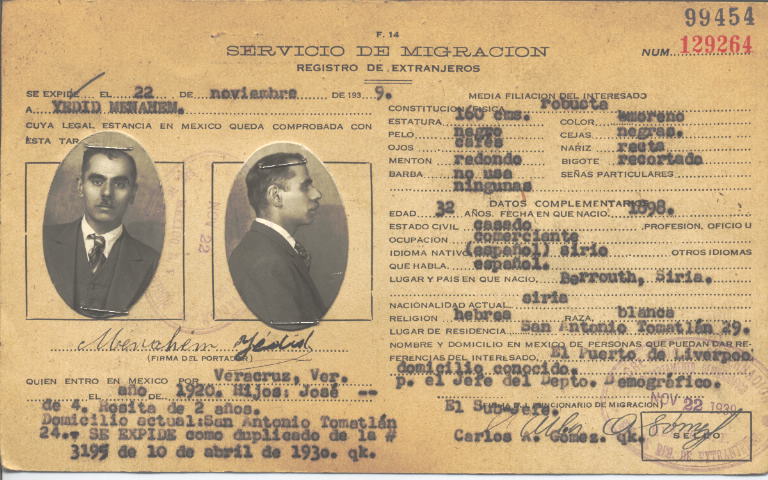 99454
F. 14
SERVICIO DE MIGRACION
NUM. 129264
REGISTRO DE EXTRANJEROS
SE EXPIDE EL 22 DE noviembre DE 193 9.
A YEDID MENAHEM.
CUYA LEGAL ESTANCIA EN MEXICO QUEDA COMPROBADA CON
ESTA TAR
Menahem Yedid
(FIRMA DEL PORTADOR)
QUIEN ENTRO EN MEXICO POR Veracruz, Ver.
EL año DE 1920. Hijos: José --
de 4. Rosita de 2 años.
Domicilio actual:San Antonio Tomatlán
24.- SE EXPIDE como duplicado de la #
3195 de 10 de abril de 1930. qk.
MEDIA FILIACION DEL INTERESADO
CONSTITUCION FISICA robusta
ESTATURA 160 cms. COLOR moreno
PELO negro CEJAS negras.
OJOS cafés NARIZ recta
MENTON redondo BIGOTE recortado
BARBA no usa SEÑAS PARTICULARES
ningunas
DATOS COMPLEMENTARIOS
EDAD 32 AÑOS. FECHA EN QUE NACIO. 1898.
ESTADO CIVIL casado PROFESION, OFICIO U
OCUPACION comerciante
IDIOMA NATIVO (español) sirio OTROS IDIOMAS
QUE HABLA. español.
LUGAR Y PAIS EN QUE NACIO, Berrouth, Siria.
NACIONALIDAD ACTUAL. siria
RELIGION hebrea RAZA, blanca
LUGAR DE RESIDENCIA San Antonio Tomatlán 29.
NOMBRE Y DOMICILIO EN MEXICO DE PERSONAS QUE PUEDAN DAR RE-
FERENCIAS DEL INTERESADO, El Puerto de Liverpool
domicilio conocido.
p. el Jefe del Depto. Demográfico.
El Subjefe. FUNCIONARIO DE MIGRACION)
NOV 22 1930
Carlos A. Gómez. qk. SELLO